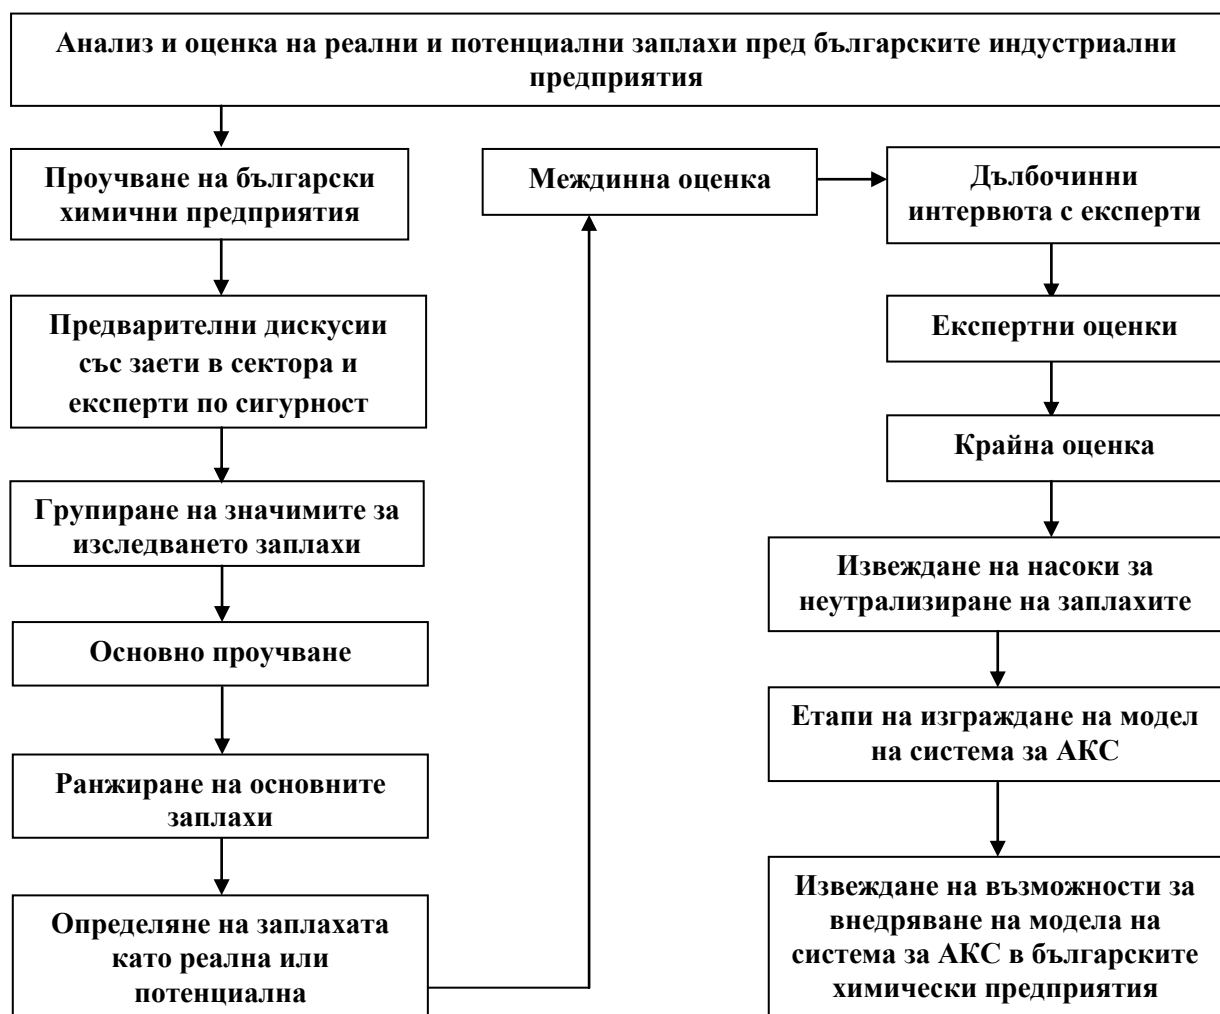 Анализ и оценка на реални и потенциални заплахи пред българските индустриални
предприятия
Проучване на български
химични предприятия
Предварителни дискусии
със заети в сектора и
експерти по сигурност
Групиране на значимите за
изследването заплахи
Основно проучване
Ранжиране на основните
заплахи
Определяне на заплахата
като реална или
потенциална
Междинна оценка
Дълбочинни
интервюта с експерти
Експертни оценки
Крайна оценка
Извеждане на насоки за
неутрализиране на заплахите
Етапи на изграждане на модел
на система за АКС
Извеждане на възможности за
внедряване на модела на
система за АКС в българските
химически предприятия